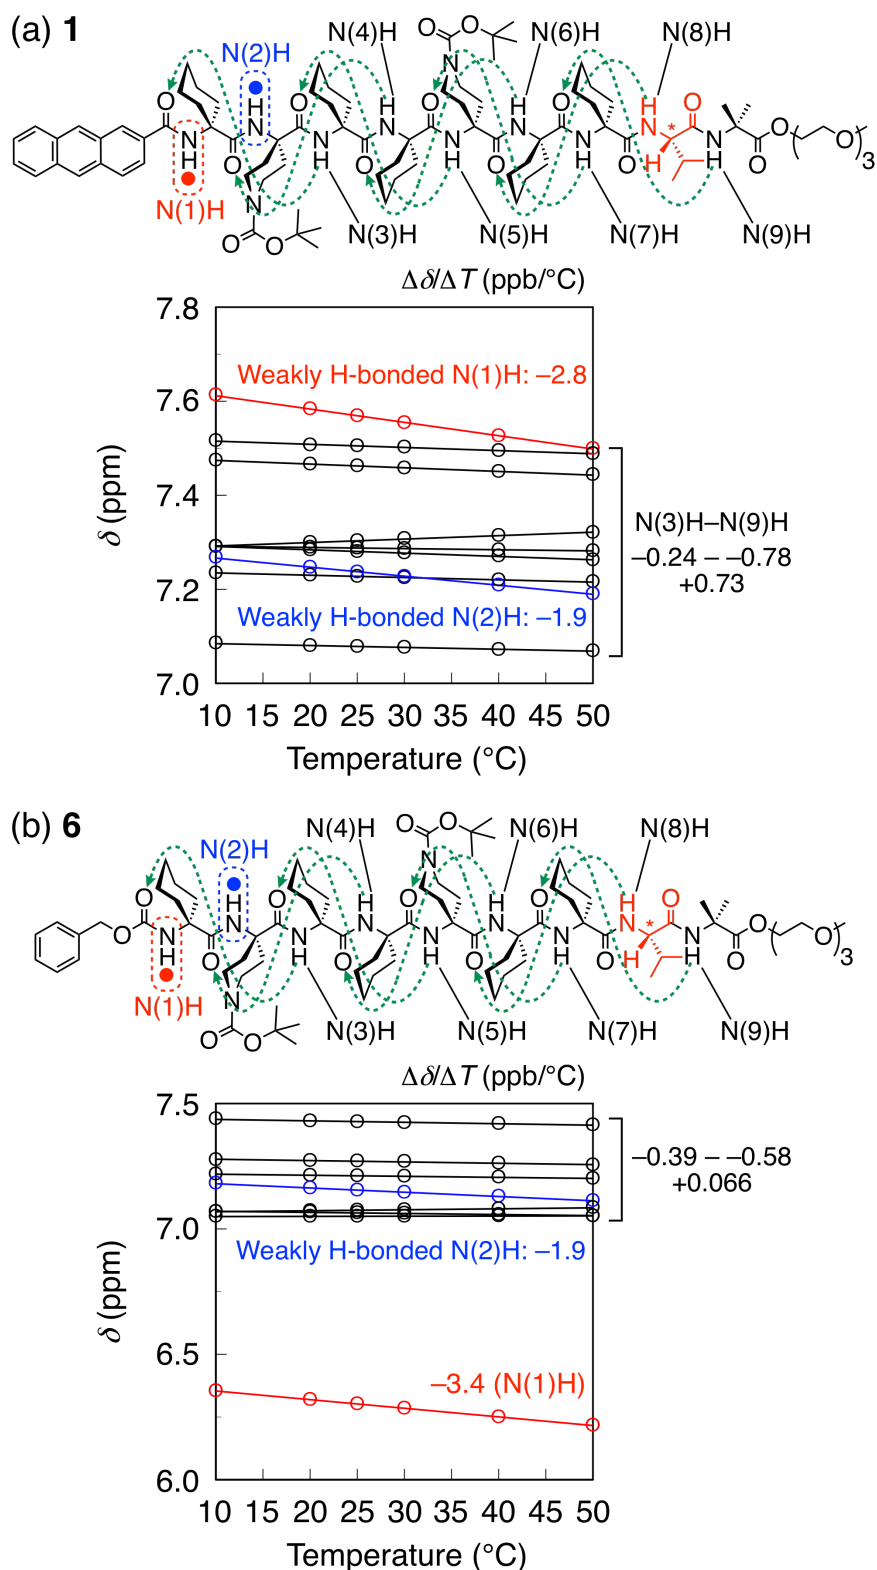 (a) 1
N(2)H
N(4)H
N(6)H
N(8)H
O
O
N
O
H
O
H
O
H
O
H
O
N
H
N
H
N
H
N
H
N
H
N
H
N
H
N
H
*
N
H
O
O
O
O
O
O
O
3
H
N(1)H
N
O
O
N(3)H
N(5)H
N(7)H
N(9)H
Δδ/ΔT (ppb/°C)
7.8
Weakly H-bonded N(1)H: –2.8
7.6
7.4
N(3)H–N(9)H
–0.24 – –0.78
+0.73
δ (ppm)
7.2
Weakly H-bonded N(2)H: –1.9
7.0
10 15 20 25 30 35 40 45 50
Temperature (°C)
(b) 6
N(2)H
N(4)H
O
O
N
N(6)H
N(8)H
O
H
O
H
O
H
O
H
O
O
N
H
N
N
H
N
N
H
N
N
H
N
*
N
H
O
O
O
O
O
O
O
3
H
N(1)H
N
O
O
N(3)H
N(5)H
N(7)H
N(9)H
Δδ/ΔT (ppb/°C)
7.5
–0.39 – –0.58
+0.066
7.0
Weakly H-bonded N(2)H: –1.9
δ (ppm)
6.5
–3.4 (N(1)H)
6.0
10 15 20 25 30 35 40 45 50
Temperature (°C)